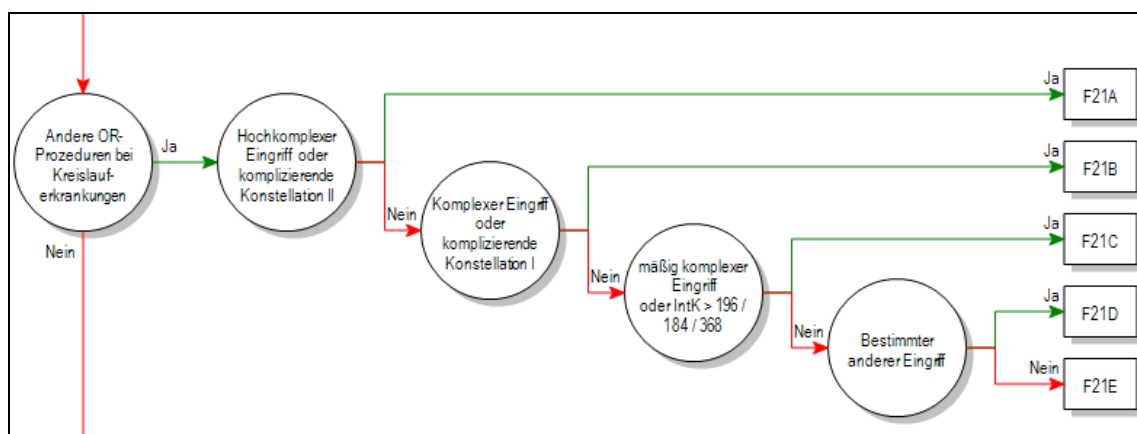 Andere OR-
Prozeduren bei
Kreislauf-
erkrankungen
Ja
Nein
Hochkomplexer
Eingriff oder
komplizierende
Konstellation II
Ja
F21A
Nein
Komplexer Eingriff
oder
komplizierende
Konstellation I
Ja
F21B
Nein
mäßig komplexer
Eingriff
oder IntK > 196 /
184 / 368
Ja
F21C
Nein
Bestimmter
anderer Eingriff
Ja
F21D
Nein
F21E